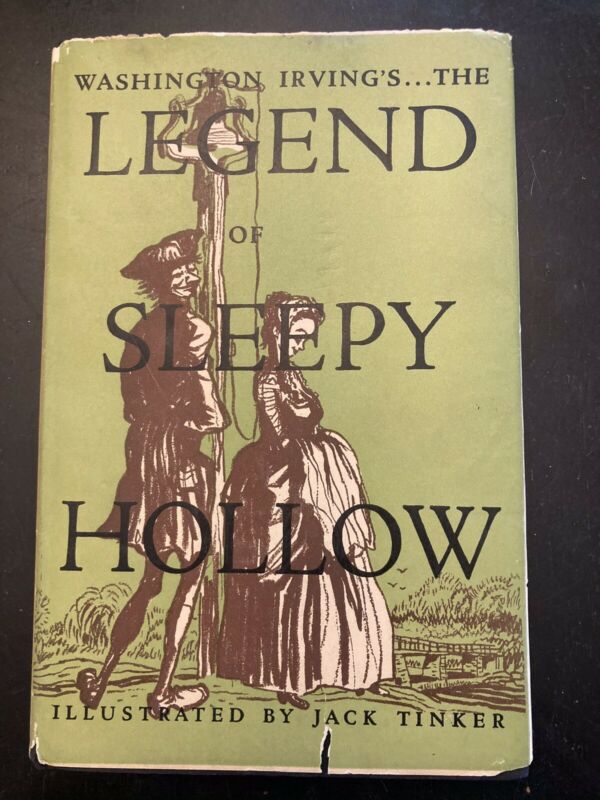 WASHINGTON IRVING'S...THE
LEGEND
OF
SLEEPY
HOLLOW
ILLUSTRATED BY JACK TINKER